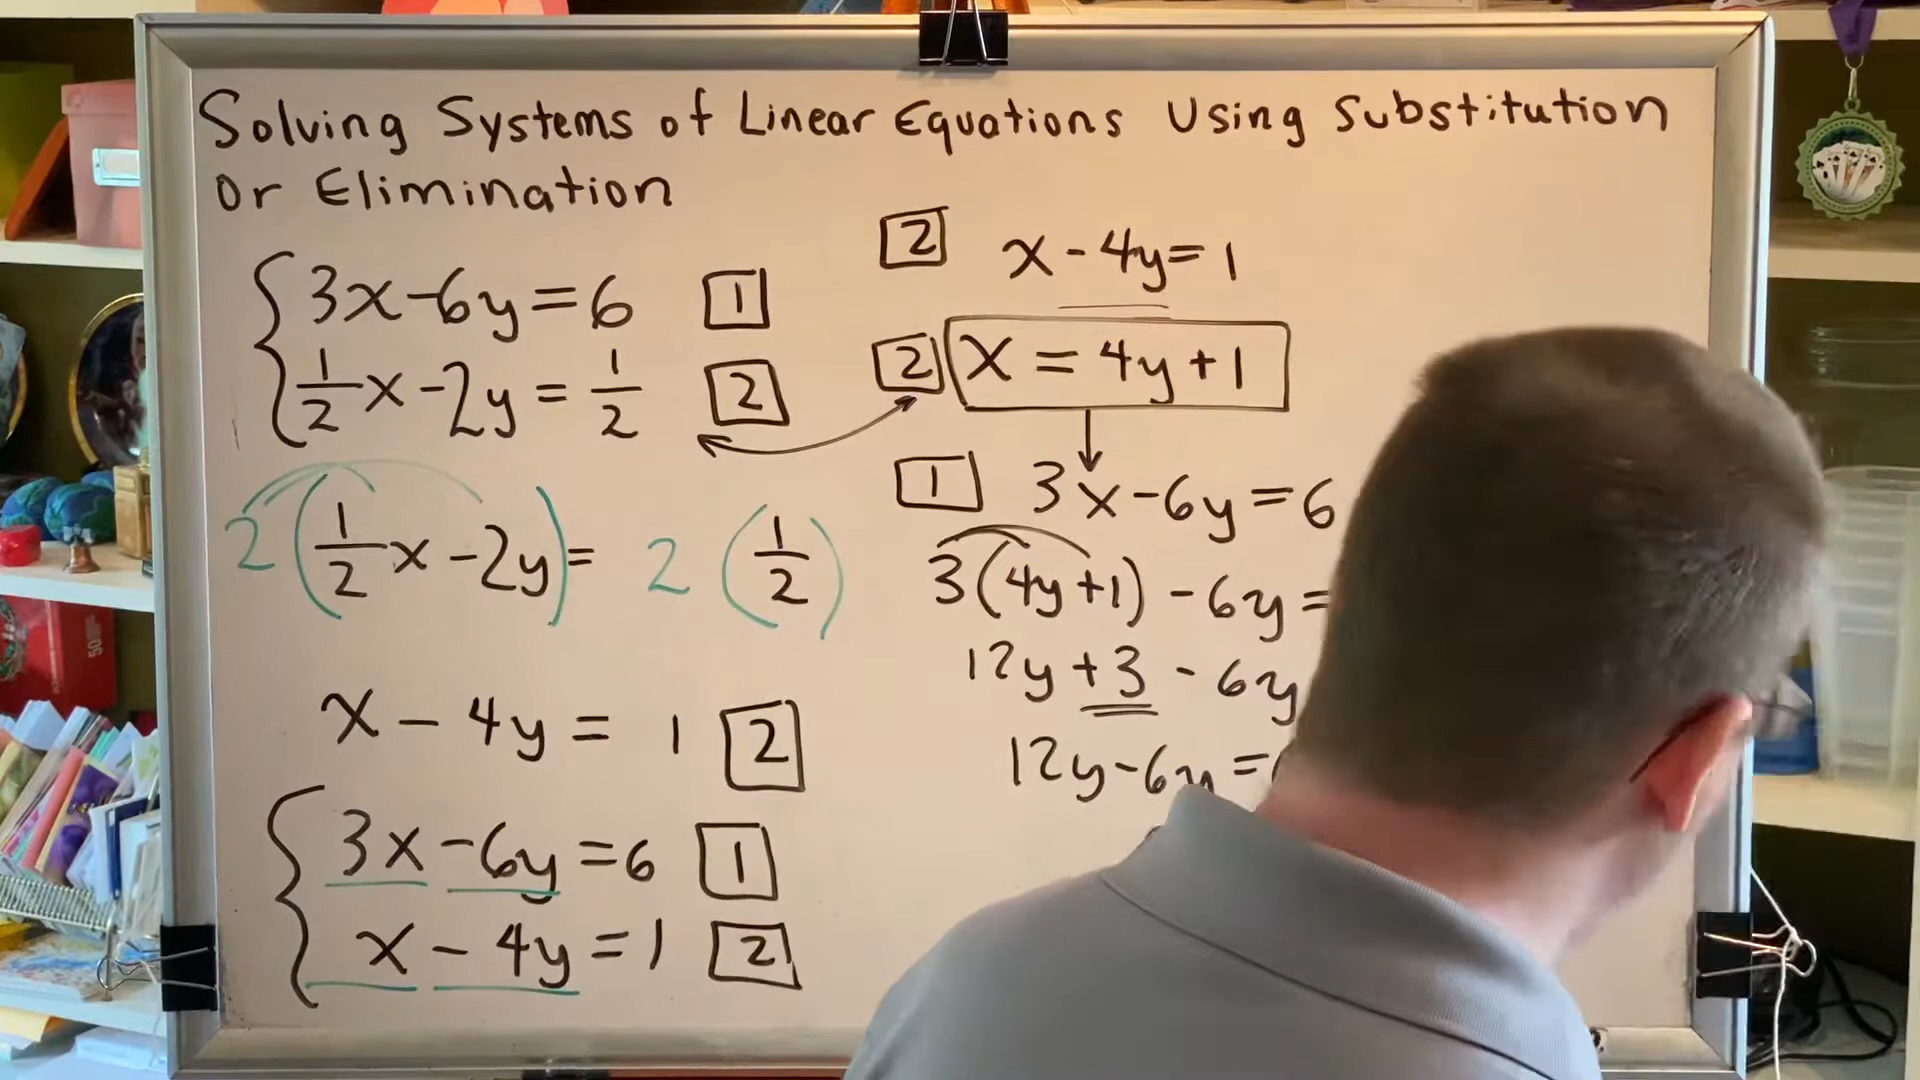 Solving Systems of Linear Equations Using Substitution
Or Elimination
3x-6y=6 1
1/2x-2y=1/2 2
2(1/2x-2y)=2(1/2)
x-4y=1 2
3x-6y=6 1
x-4y=1 2
2 x-4y=1
2 x=4y+1
1 3x-6y=6
3(4y+1)-6y=
12y+3-6y
12y-6y=
50